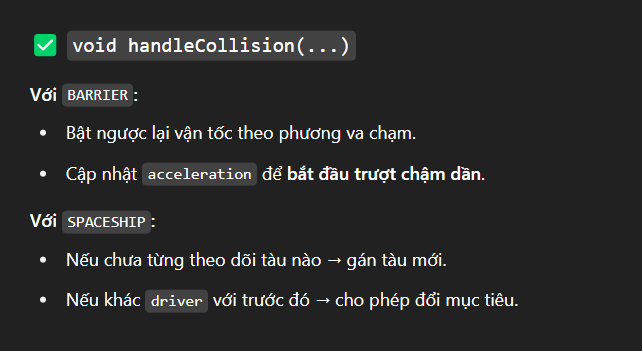 ✅ void handleCollision(...)
Với BARRIER:
• Bật ngược lại vận tốc theo phương va chạm.
• Cập nhật acceleration để bắt đầu trượt chậm dần.
Với SPACESHIP:
• Nếu chưa từng theo dõi tàu nào → gán tàu mới.
• Nếu khác driver với trước đó → cho phép đổi mục tiêu.